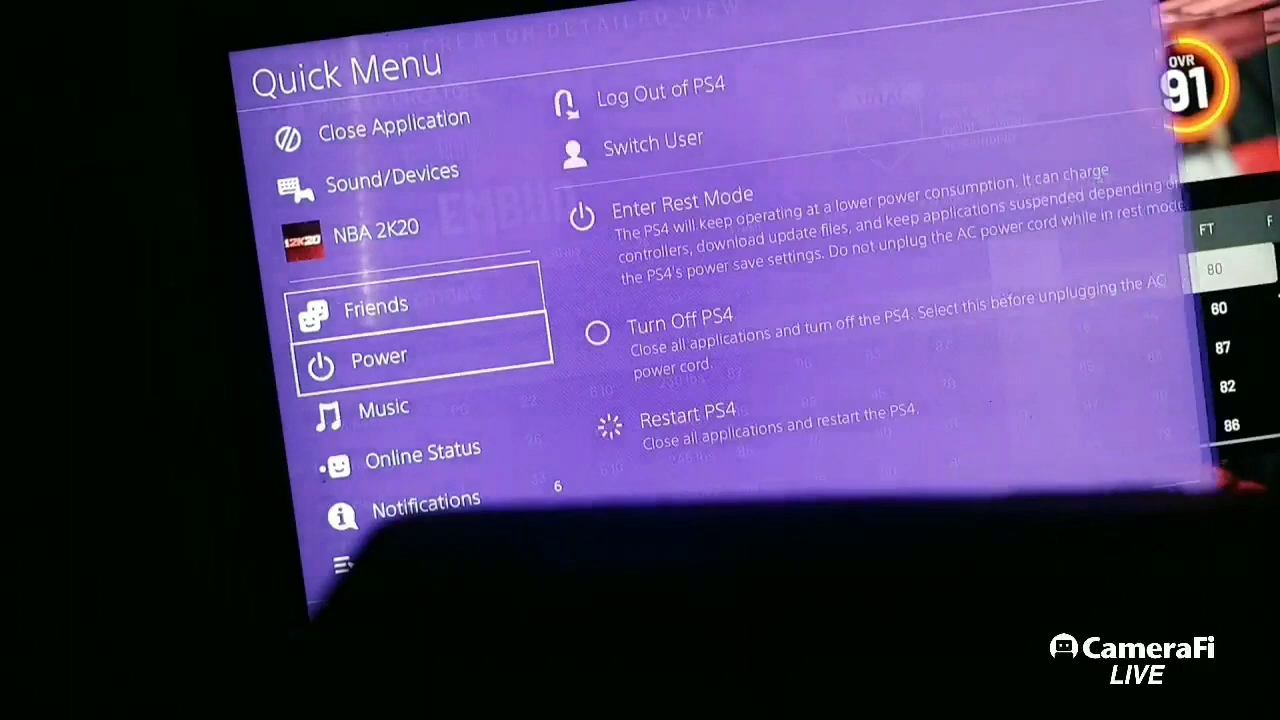 CREATOR DETAILED VIEW
Quick Menu
Close Application
Sound/Devices
NBA 2K20
Friends
Power
Music
Online Status
Notifications
6
Log Out of PS4
Switch User
Enter Rest Mode
The PS4 will keep operating at a lower power consumption. It can charge
controllers, download update files, and keep applications suspended depending on
the PS4's power save settings. Do not unplug the AC power cord while in rest mode.
Turn Off PS4
Close all applications and turn off the PS4. Select this before unplugging the AC
power cord.
Restart PS4
Close all applications and restart the PS4.
OVR
91
FT
80
60
87
82
86
CameraFi
LIVE